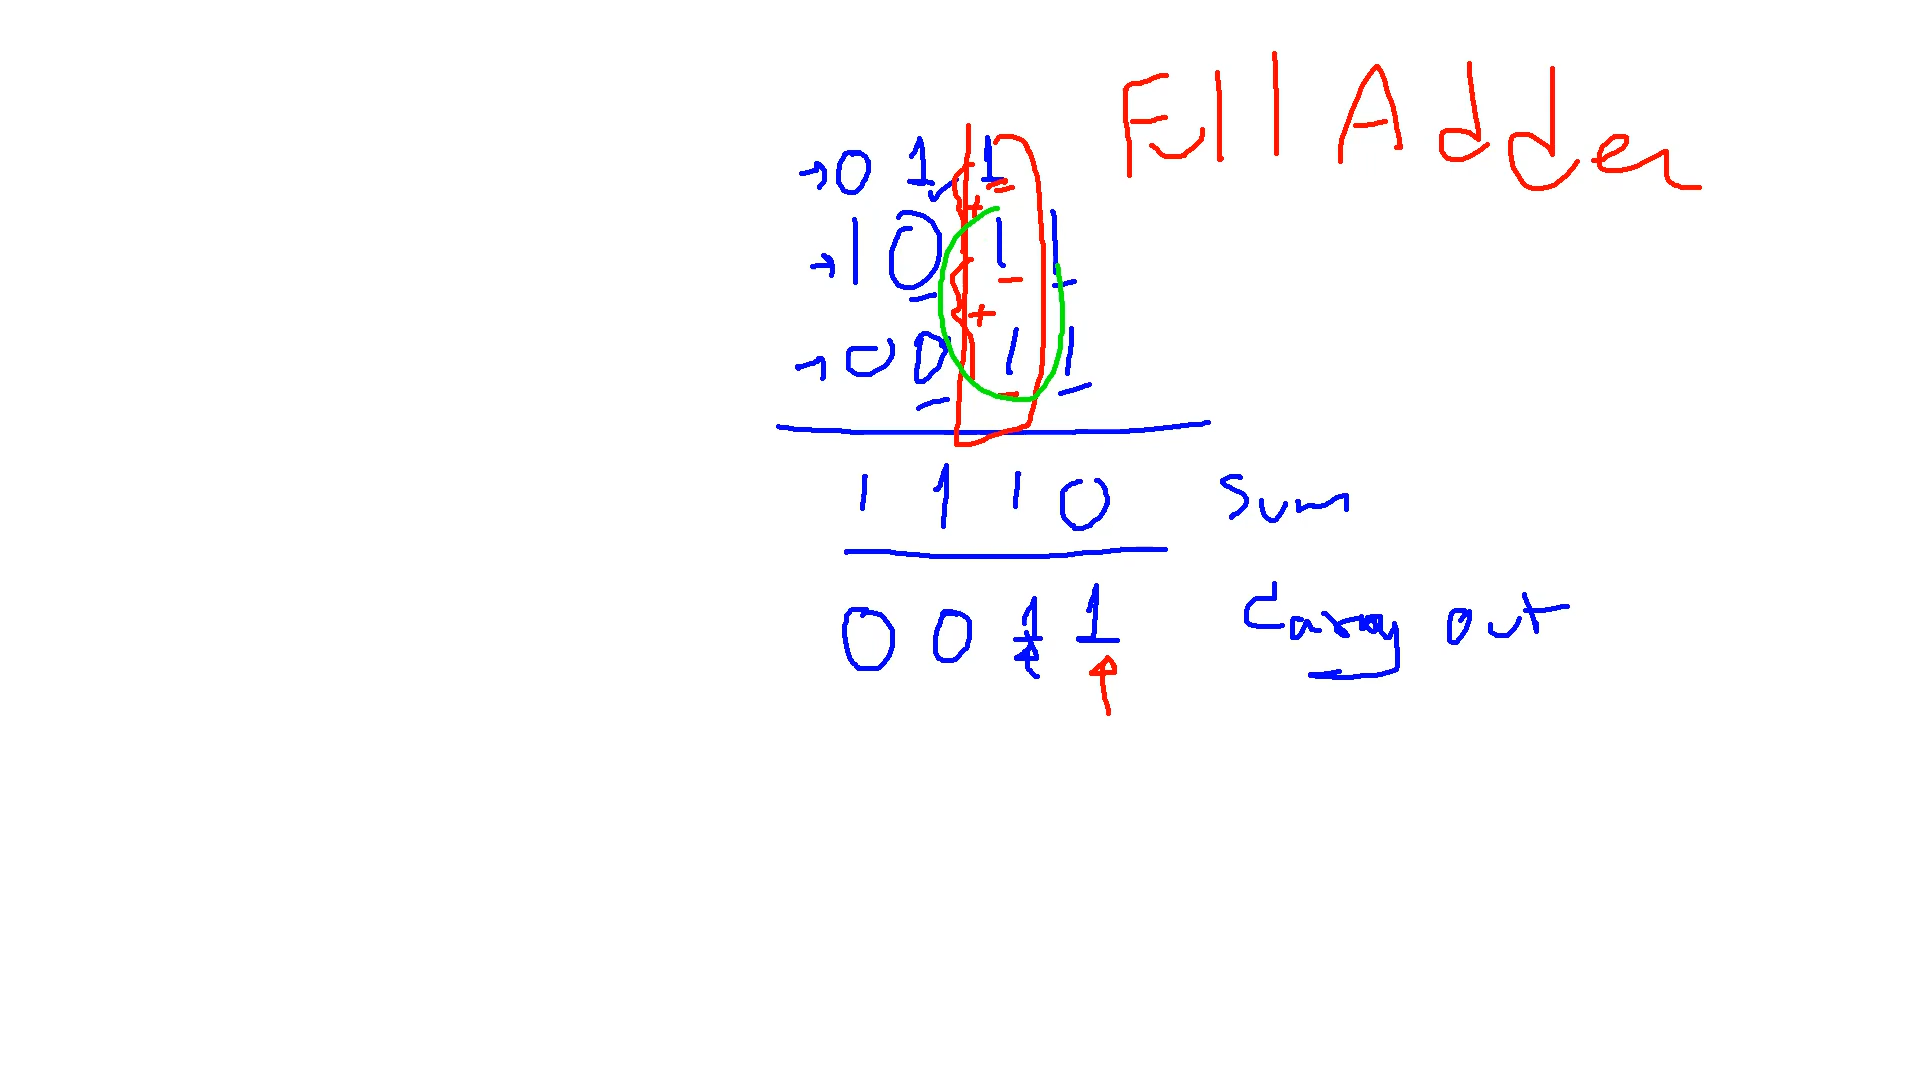 Full Adder
→ 0 1 1
+
→ 1 0 1 1
+
→ 0 0 1 1
1 1 1 0 Sum
0 0 1 1 Carry out